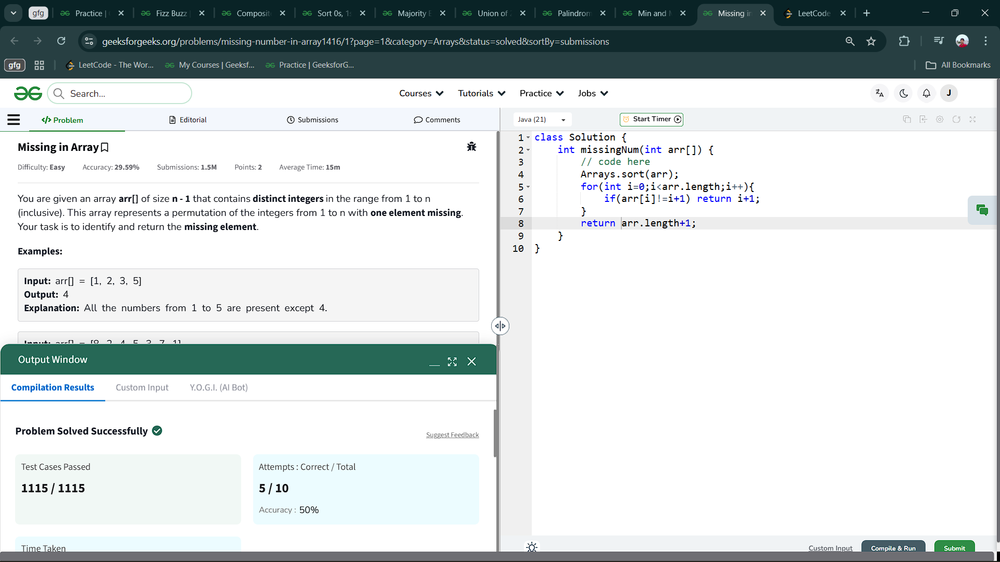 gfg
Practice |
Fizz Buzz
Composit
Sort 0s, 1s
Majority E
Union of 2
Palindrom
Min and M
Missing in
LeetCode
geeksforgeeks.org/problems/missing-number-in-array1416/1?page=1&category=Arrays&status=solved&sortBy=submissions
gfg
LeetCode - The Wor...
My Courses | Geeksf...
Practice | GeeksforG...
All Bookmarks
Search...
Courses
Tutorials
Practice
Jobs
J
</> Problem
Editorial
Submissions
Comments
Java (21)
Start Timer
Missing in Array
Difficulty: Easy
Accuracy: 29.59%
Submissions: 1.5M
Points: 2
Average Time: 15m
You are given an array arr[] of size n - 1 that contains distinct integers in the range from 1 to n
(inclusive). This array represents a permutation of the integers from 1 to n with one element missing.
Your task is to identify and return the missing element.
Examples:
Input: arr[] = [1, 2, 3, 5]
Output: 4
Explanation: All the numbers from 1 to 5 are present except 4.
Input: arr[] = [8, 2, 4, 5, 3, 7, 1]
Output Window
Compilation Results
Custom Input
Y.O.G.I. (AI Bot)
Problem Solved Successfully
Suggest Feedback
Test Cases Passed
1115 / 1115
Attempts : Correct / Total
5 / 10
Accuracy : 50%
Time Taken
1 class Solution {
2     int missingNum(int arr[]) {
3         // code here
4         Arrays.sort(arr);
5         for(int i=0;i<arr.length;i++){
6             if(arr[i]!=i+1) return i+1;
7         }
8         return arr.length+1;
9     }
10 }
Custom Input
Compile & Run
Submit